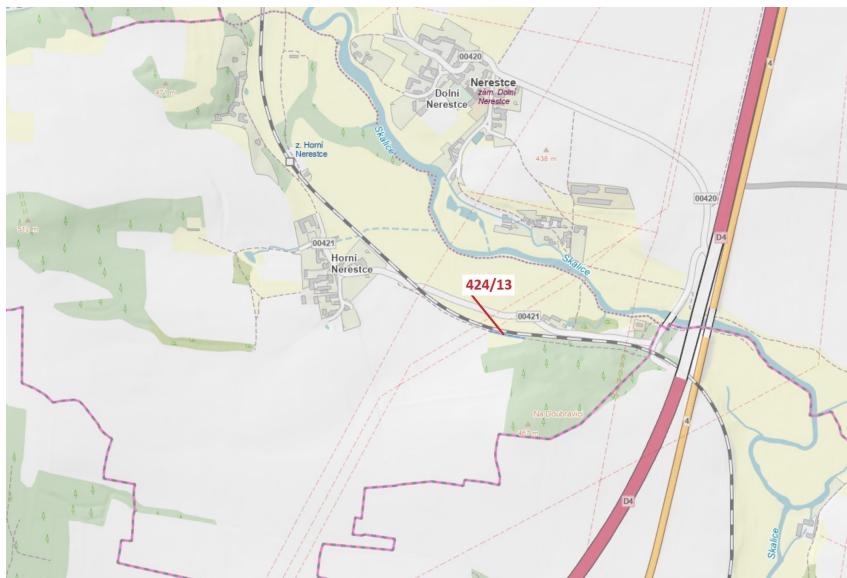 00420
Nerestce
zám. Dolní
Nerestce
Dolní
Nerestce
4
Skalice
z. Horní
Nerestce
438 m
00420
512 m
00421
Horní
Nerestce
D4
Skalice
424/13
00421
Na Doubravici
4
D4
Skalice